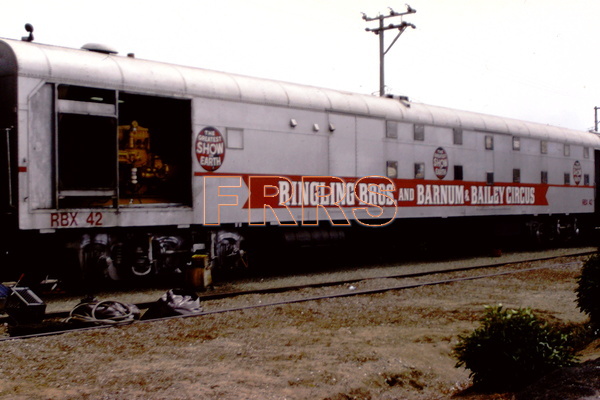 THE
GREATEST
SHOW
ON
EARTH
RINGLING BROS. AND BARNUM & BAILEY CIRCUS
FRRS
RBX 42